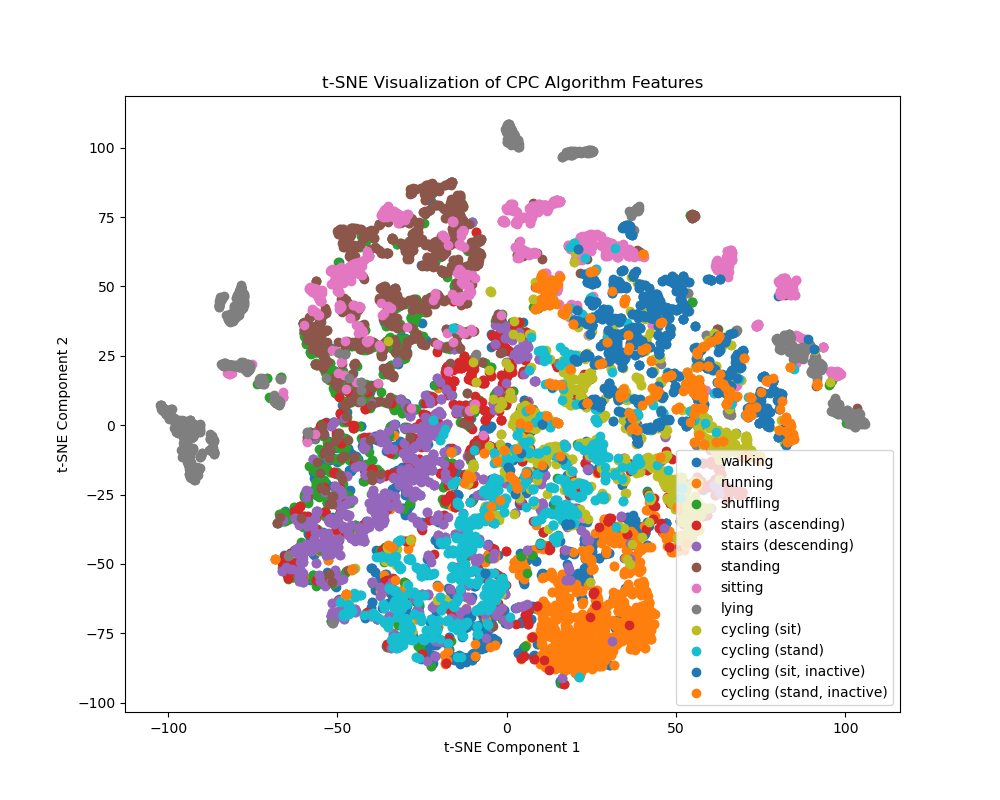 t-SNE Visualization of CPC Algorithm Features
t-SNE Component 2
100
75
50
25
0
−25
−50
−75
−100
walking
running
shuffling
stairs (ascending)
stairs (descending)
standing
sitting
lying
cycling (sit)
cycling (stand)
cycling (sit, inactive)
cycling (stand, inactive)
−100 −50 0 50 100
t-SNE Component 1